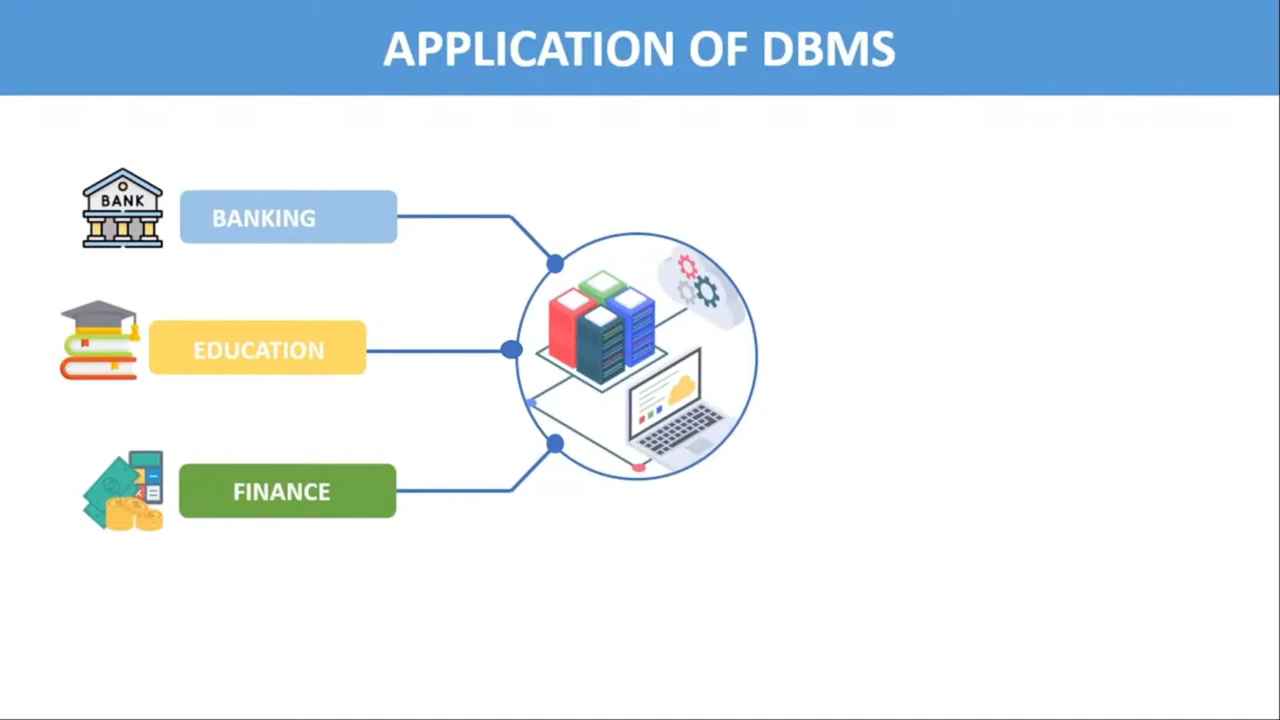 APPLICATION OF DBMS
BANK
BANKING
EDUCATION
FINANCE